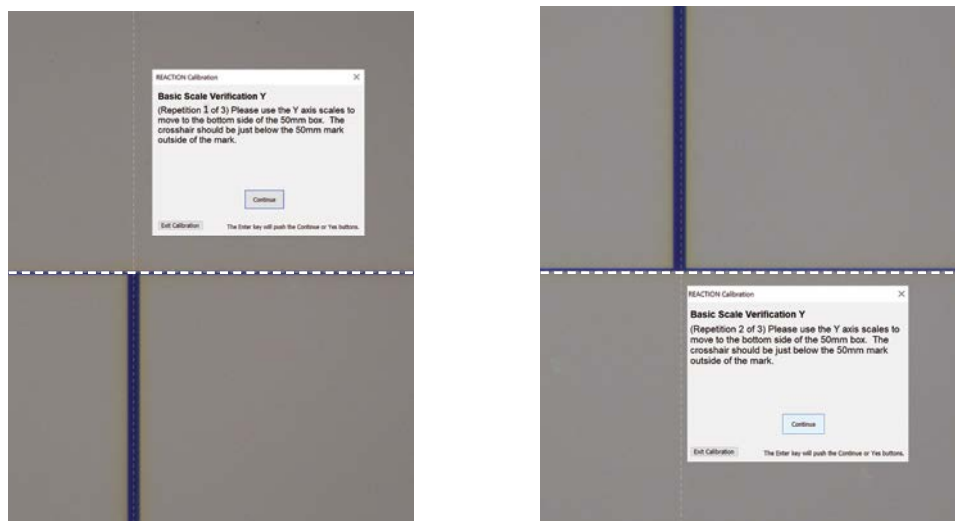 REACTION Calibration
Basic Scale Verification Y
(Repetition 1 of 3) Please use the Y axis scales to
move to the bottom side of the 50mm box. The
crosshair should be just below the 50mm mark
outside of the mark.
Continue
Exit Calibration The Enter key will push the Continue or Yes buttons.
REACTION Calibration
Basic Scale Verification Y
(Repetition 2 of 3) Please use the Y axis scales to
move to the bottom side of the 50mm box. The
crosshair should be just below the 50mm mark
outside of the mark.
Continue
Exit Calibration The Enter key will push the Continue or Yes buttons.